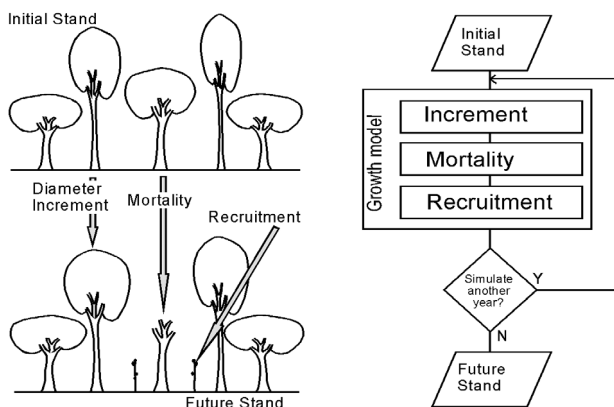 Initial Stand
Diameter
Increment
Mortality
Recruitment
Future Stand
Initial
Stand
Growth model
Increment
Mortality
Recruitment
Simulate
another
year?
Y
N
Future
Stand